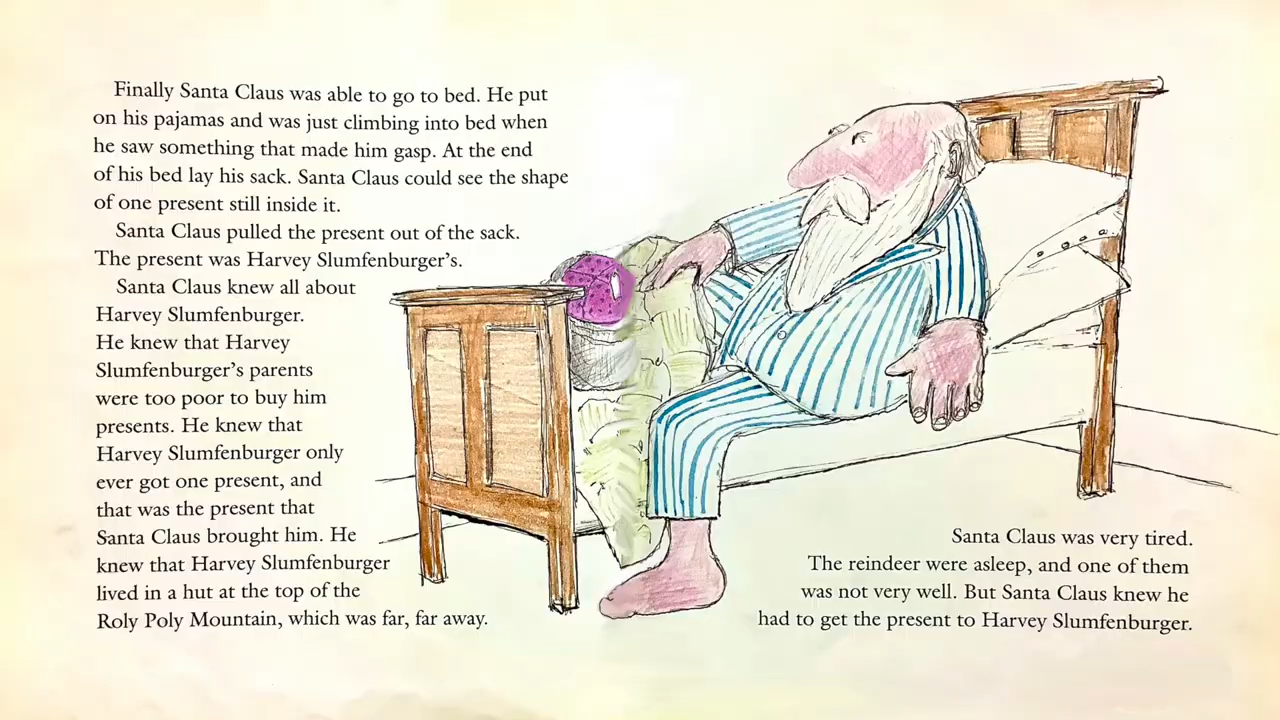 Finally Santa Claus was able to go to bed. He put
on his pajamas and was just climbing into bed when
he saw something that made him gasp. At the end
of his bed lay his sack. Santa Claus could see the shape
of one present still inside it.
Santa Claus pulled the present out of the sack.
The present was Harvey Slumfenburger’s.
Santa Claus knew all about
Harvey Slumfenburger.
He knew that Harvey
Slumfenburger’s parents
were too poor to buy him
presents. He knew that
Harvey Slumfenburger only
ever got one present, and
that was the present that
Santa Claus brought him. He
knew that Harvey Slumfenburger
lived in a hut at the top of the
Roly Poly Mountain, which was far, far away.
Santa Claus was very tired.
The reindeer were asleep, and one of them
was not very well. But Santa Claus knew he
had to get the present to Harvey Slumfenburger.